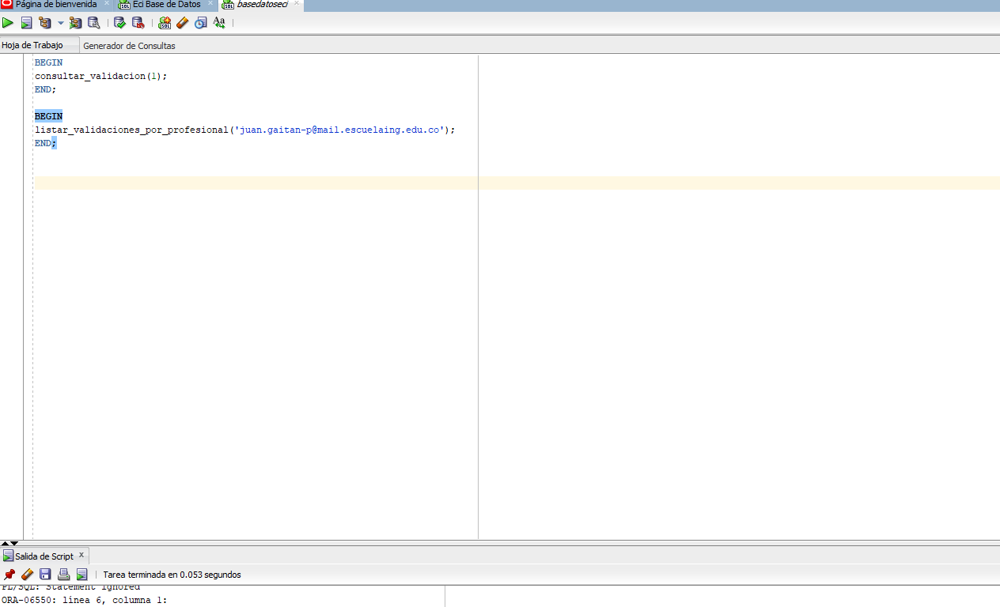 Página de bienvenida Eci Base de Datos basedatoseci
Hoja de Trabajo Generador de Consultas
BEGIN
consultar_validacion(1);
END;
BEGIN
listar_validaciones_por_profesional('juan.gaitan-p@mail.escuelaing.edu.co');
END;
Salida de Script
Tarea terminada en 0.053 segundos
PL/SQL: Statement ignored
ORA-06550: línea 6, columna 1: